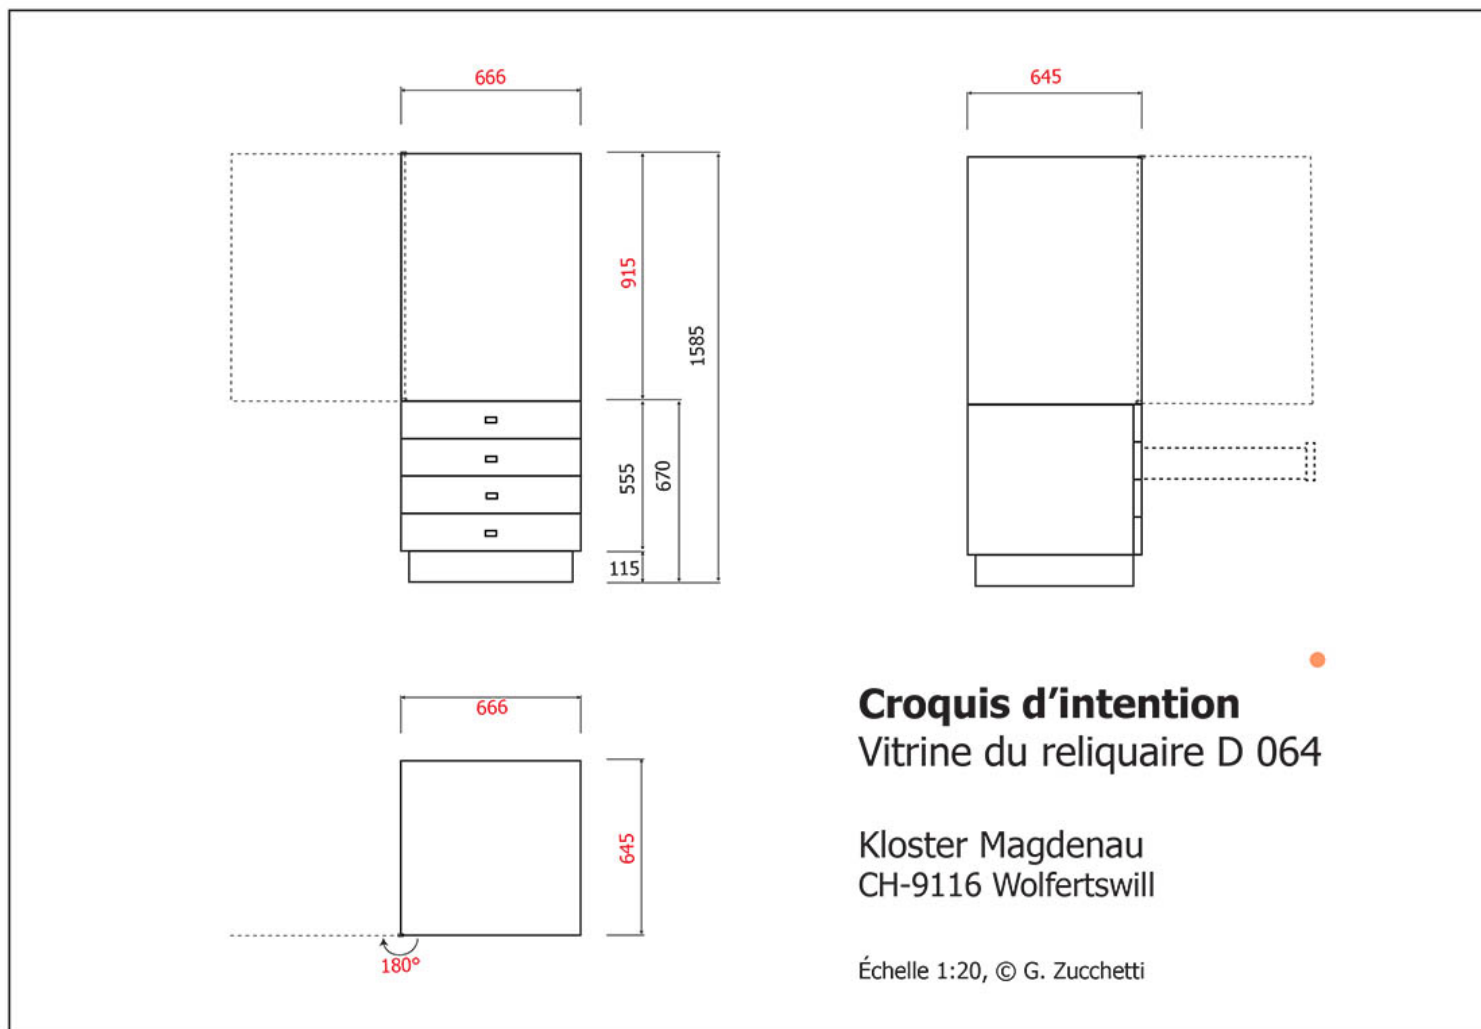 666
645
915
1585
555
670
115
666
645
180°
Croquis d’intention
Vitrine du reliquaire D 064
Kloster Magdenau
CH-9116 Wolfertswill
Échelle 1:20, © G. Zucchetti